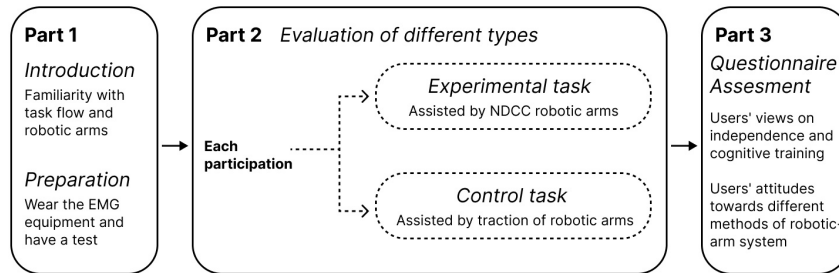 Part 1
Introduction
Familiarity with
task flow and
robotic arms
Preparation
Wear the EMG
equipment and
have a test
Part 2 Evaluation of different types
Each
participation
Experimental task
Assisted by NDCC robotic arms
Control task
Assisted by traction of robotic arms
Part 3
Questionnaire
Assesment
Users' views on
independence and
cognitive training
Users' attitudes
towards different
methods of robotic-
arm system